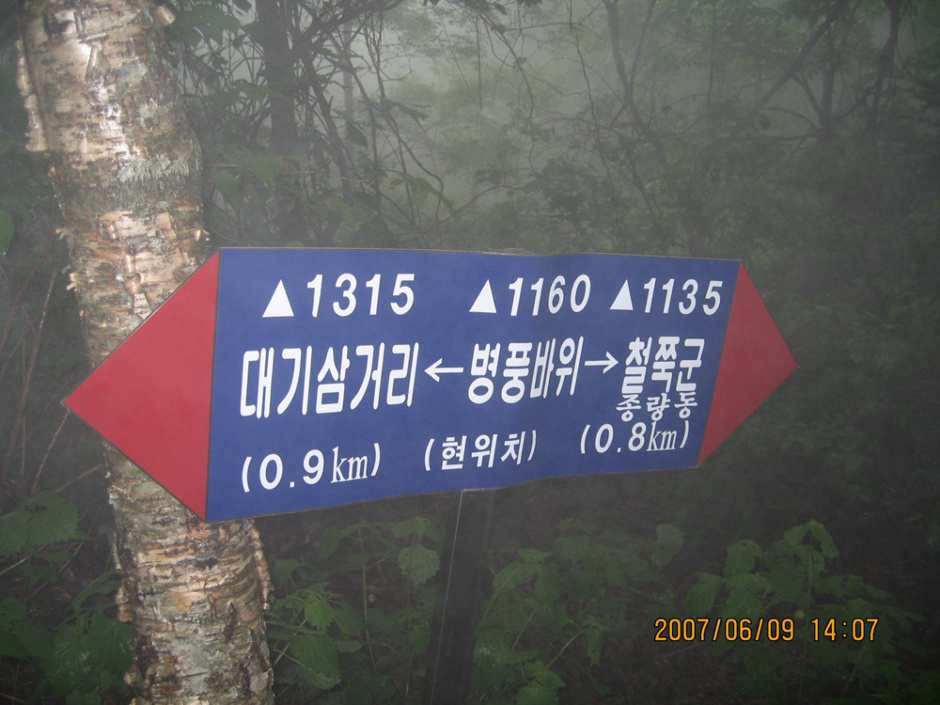 ▲1315 ▲1160 ▲1135
대기삼거리←병풍바위→철쭉군
종량동
(0.9km) (현위치) (0.8km)
2007/06/09 14:07